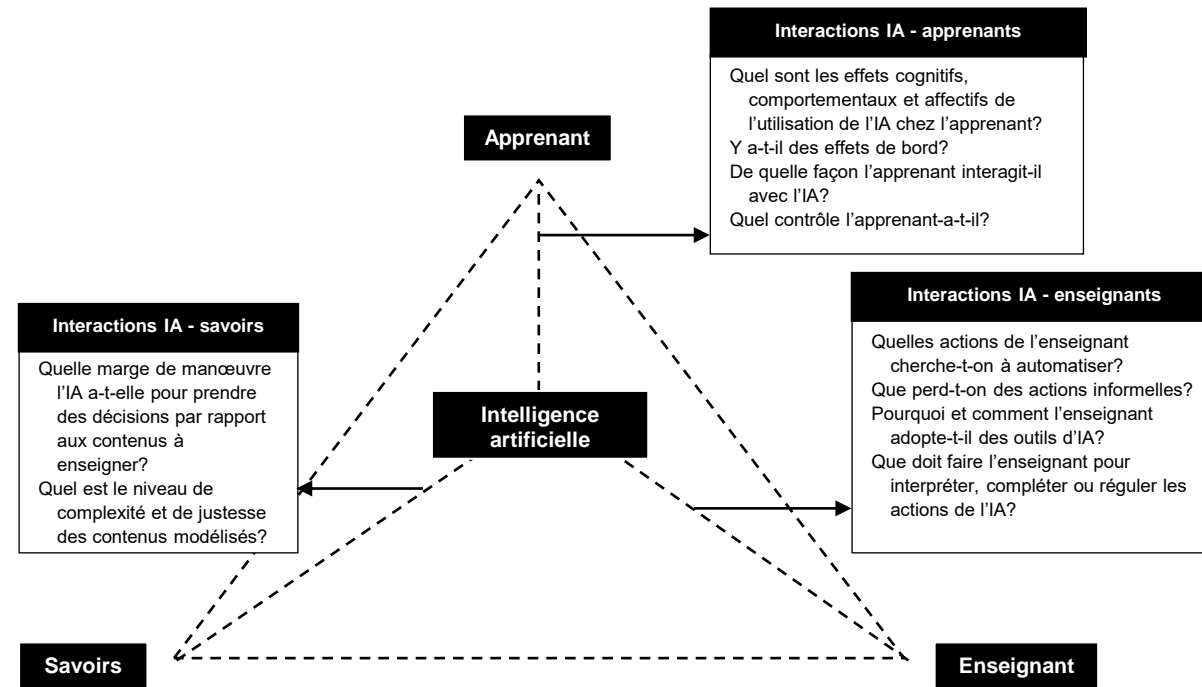 Interactions IA - apprenants
Quel sont les effets cognitifs,
comportementaux et affectifs de
l'utilisation de l'IA chez l'apprenant?
Y a-t-il des effets de bord?
De quelle façon l'apprenant interagit-il
avec l'IA?
Quel contrôle l'apprenant-a-t-il?
Apprenant
Interactions IA - enseignants
Quelles actions de l'enseignant
cherche-t-on à automatiser?
Que perd-t-on des actions informelles?
Pourquoi et comment l'enseignant
adopte-t-il des outils d'IA?
Que doit faire l'enseignant pour
interpréter, compléter ou réguler les
actions de l'IA?
Interactions IA - savoirs
Quelle marge de manœuvre
l'IA a-t-elle pour prendre
des décisions par rapport
aux contenus à
enseigner?
Quel est le niveau de
complexité et de justesse
des contenus modélisés?
Intelligence
artificielle
Savoirs
Enseignant